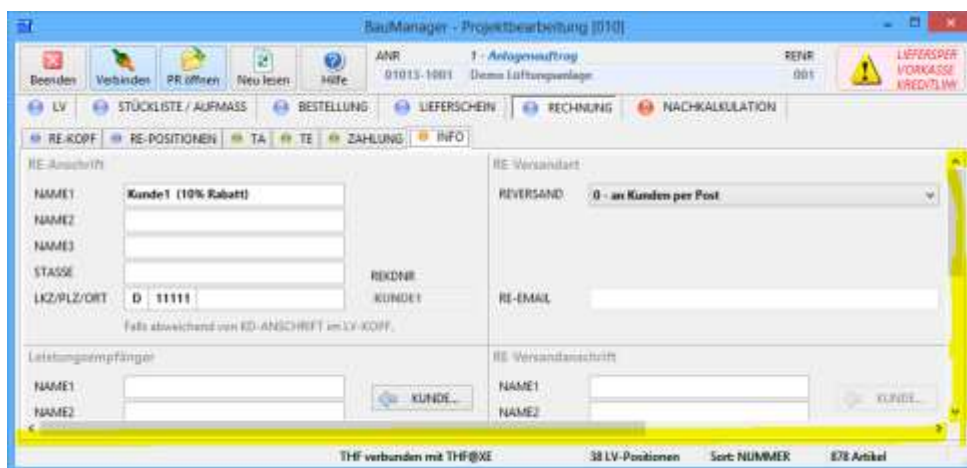 BauManager - Projektbearbeitung [010]
Beenden Verbinden PR öffnen Neu lesen Hilfe
ANR 1 - Anlagenauftrag RENR
01013-1001 Demo Lüftungsanlage 001
LIEFERSPER
VORKASSE
KREDITLIM
LV STÜCKLISTE / AUFMASS BESTELLUNG LIEFERSCHEIN RECHNUNG NACHKALKULATION
RE-KOPF RE-POSITIONEN TA TE ZAHLUNG INFO
RE-Anschrift RE-Versandart
NAME1 Kunde1 (10% Rabatt) REVERSAND 0 - an Kunden per Post
NAME2
NAME3
STASSE REKDNR
LKZ/PLZ/ORT D 11111 KUNDE1 RE-EMAIL
Falls abweichend von KD-ANSCHRIFT im LV-KOPF.
Leistungsempfänger RE-Versandanschrift
NAME1 KUNDE... NAME1 KUNDE...
NAME2 NAME2
THF verbunden mit THF@XE 38 LV-Positionen Sort: NUMMER 878 Artikel